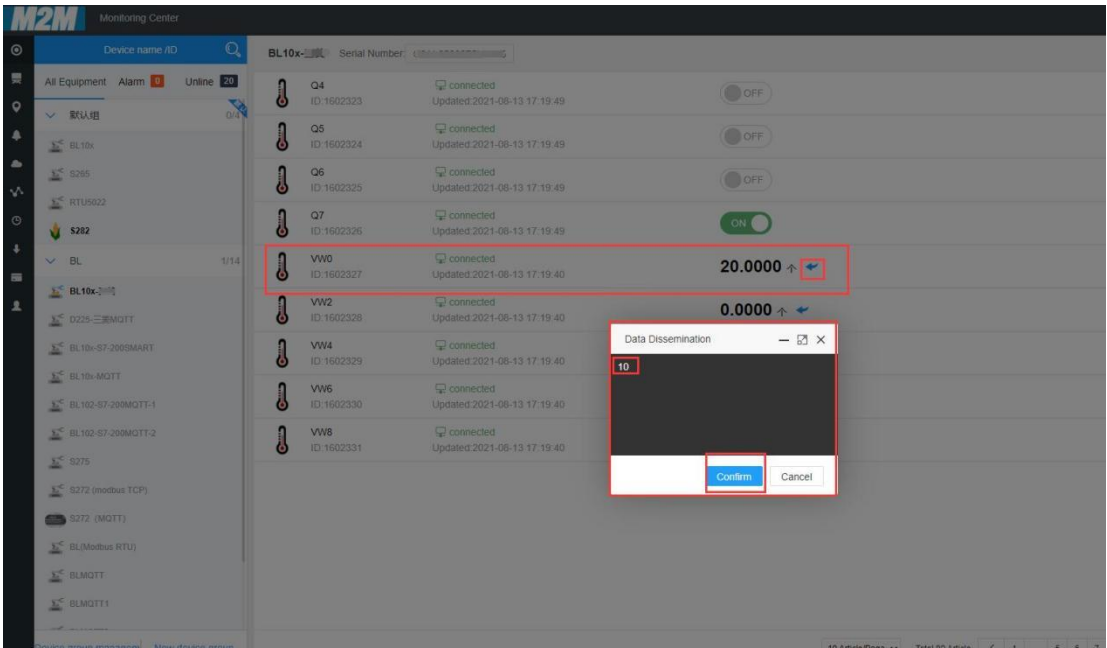 M2M Monitoring Center
Device name /ID
All Equipment Alarm 0 Unline 20
默认组 0/4
BL10x
S265
RTU5022
S282
BL 1/14
BL10x-
D225-三菱MQTT
BL10x-S7-200SMART
BL10x-MQTT
BL102-S7-200MQTT-1
BL102-S7-200MQTT-2
S275
S272 (modbus TCP)
S272 (MQTT)
BL(Modbus RTU)
BLMQTT
BLMQTT1
New device group
BL10x- Serial Number:
Q4 connected OFF
ID:1602323 Updated:2021-08-13 17:19:49
Q5 connected OFF
ID:1602324 Updated:2021-08-13 17:19:49
Q6 connected OFF
ID:1602325 Updated:2021-08-13 17:19:49
Q7 connected ON
ID:1602326 Updated:2021-08-13 17:19:49
VW0 connected 20.0000 个
ID:1602327 Updated:2021-08-13 17:19:40
VW2 connected 0.0000 个
ID:1602328 Updated:2021-08-13 17:19:40
VW4 connected
ID:1602329 Updated:2021-08-13 17:19:40
VW6 connected
ID:1602330 Updated:2021-08-13 17:19:40
VW8 connected
ID:1602331 Updated:2021-08-13 17:19:40
Data Dissemination
10
Confirm Cancel